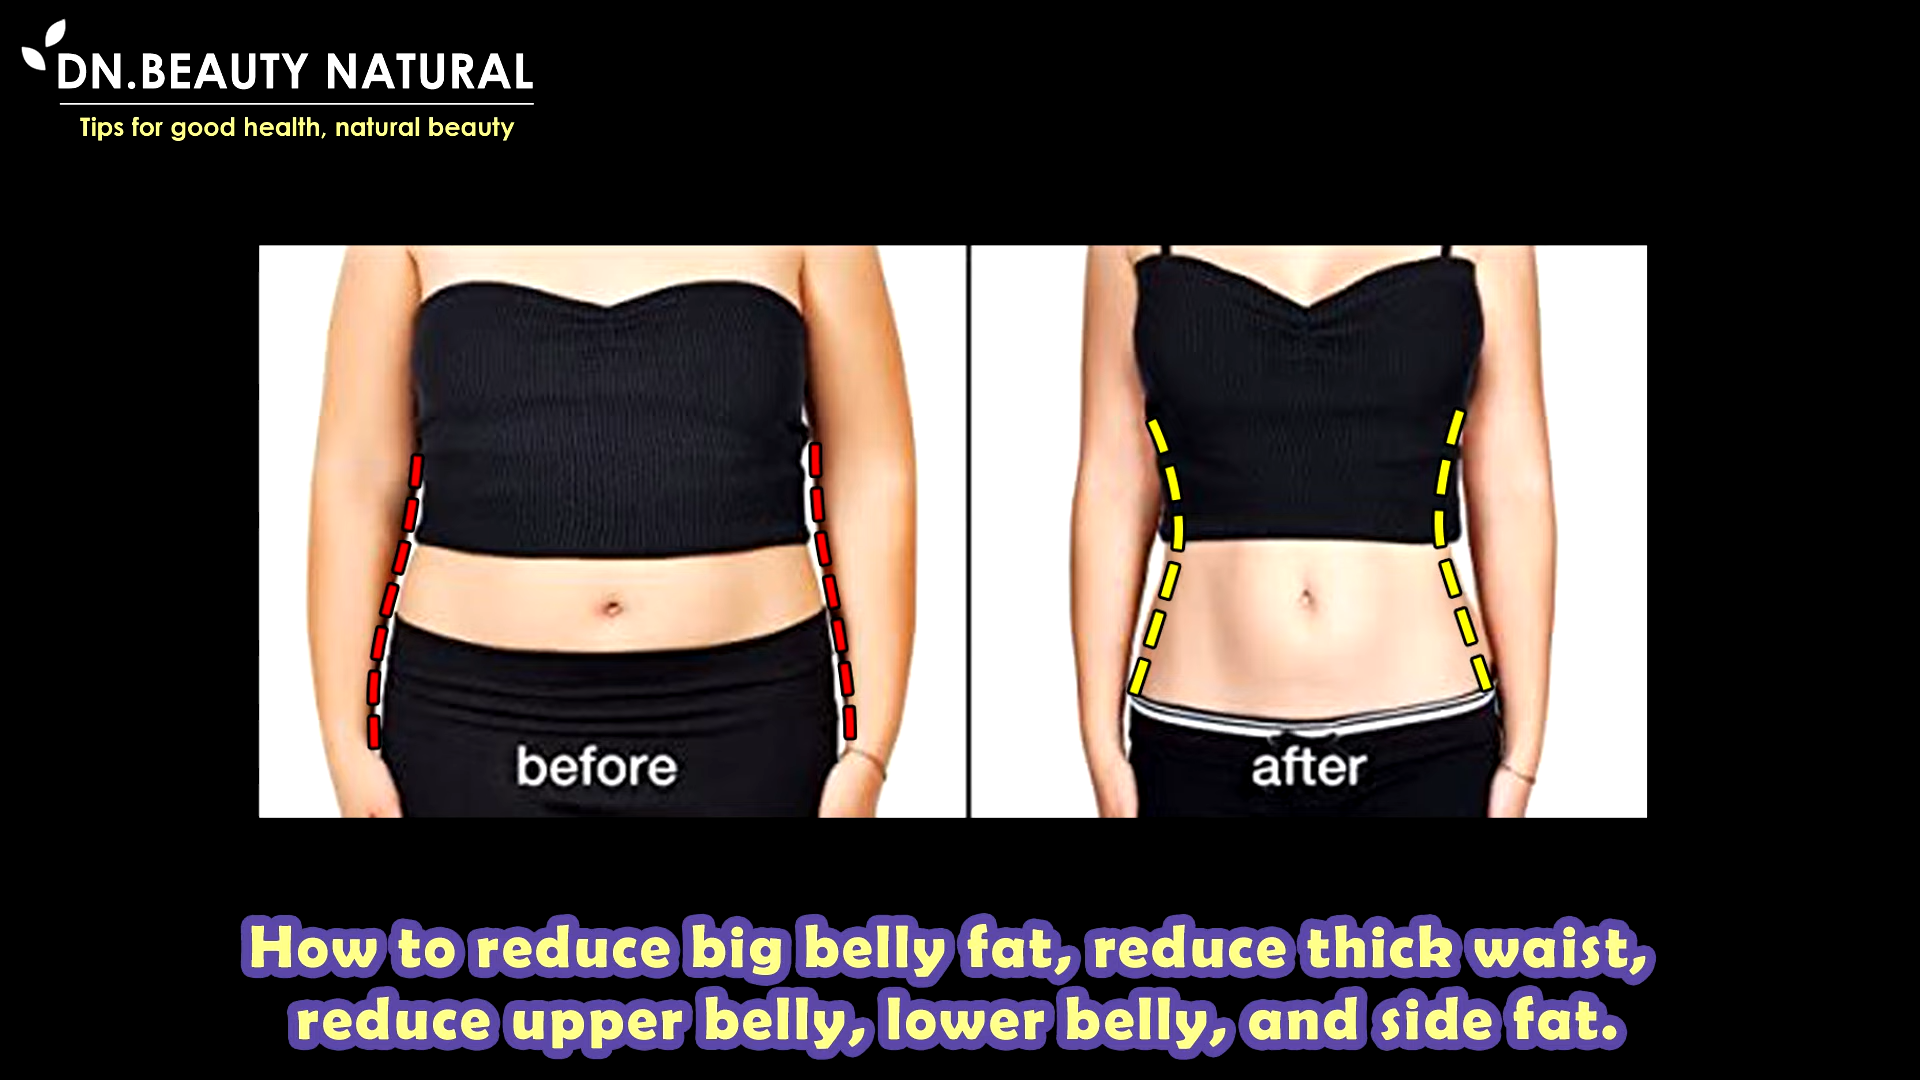 DN.BEAUTY NATURAL
Tips for good health, natural beauty
before
after
How to reduce big belly fat, reduce thick waist,
reduce upper belly, lower belly, and side fat.